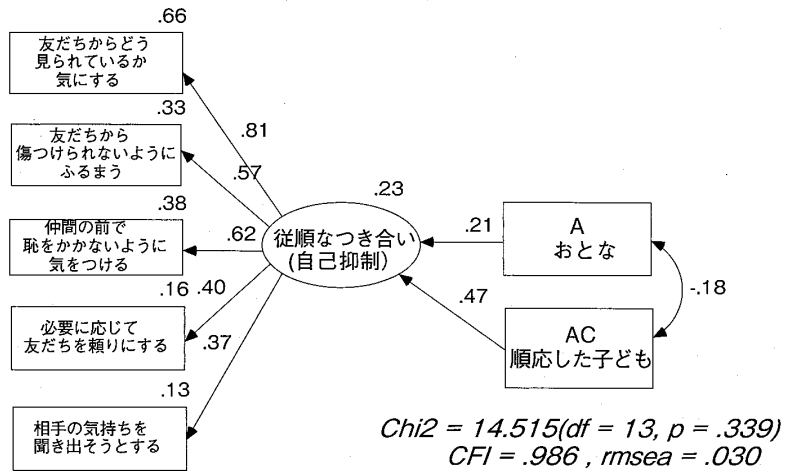 .66
友だちからどう
見られているか
気にする
.81
.33
友だちから
傷つけられないように
ふるまう
.57
.38
仲間の前で
恥をかかないように
気をつける
.62
.16
.40
必要に応じて
友だちを頼りにする
.37
.13
相手の気持ちを
聞き出そうとする
.23
従順なつき合い
(自己抑制)
.21
A
おとな
.47
-.18
AC
順応した子ども
Chi2 = 14.515(df = 13, p = .339)
CFI = .986 , rmsea = .030